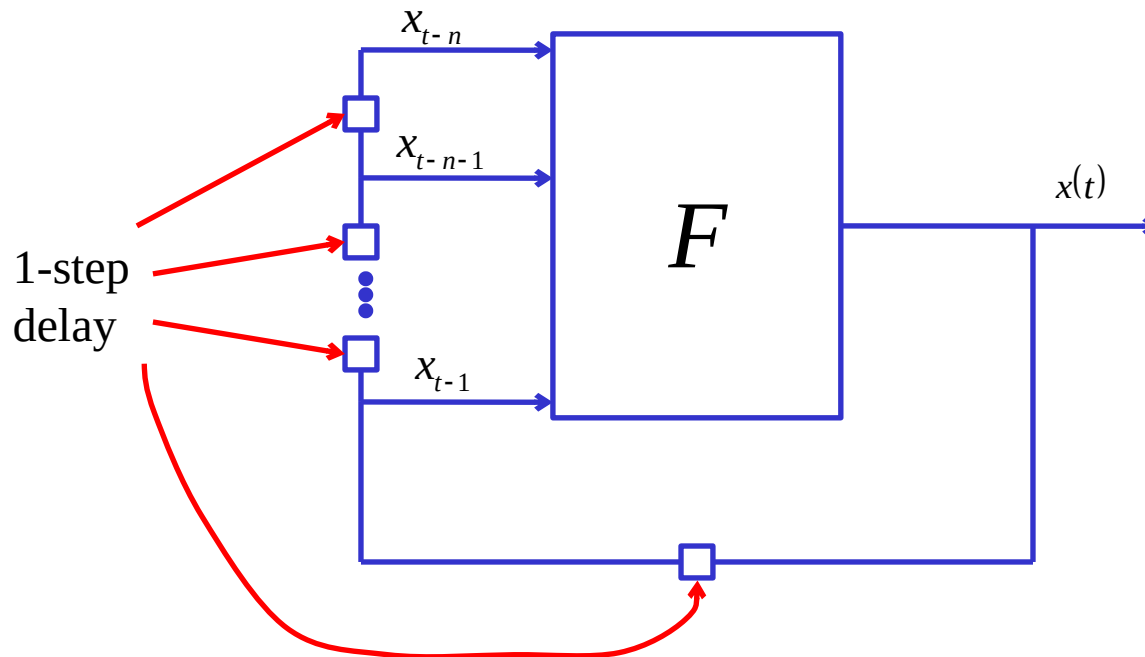 x_{t-n}
x_{t-n-1}
x(t)
F
1-step
delay
x_{t-1}